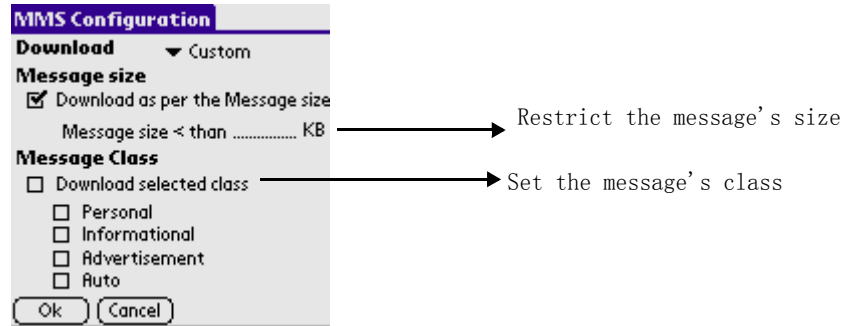 MMS Configuration
Download Custom
Message size
Download as per the Message size
Message size < than .............. KB
Restrict the message's size
Message Class
Download selected class
Set the message's class
Personal
Informational
Advertisement
Auto
Ok Cancel